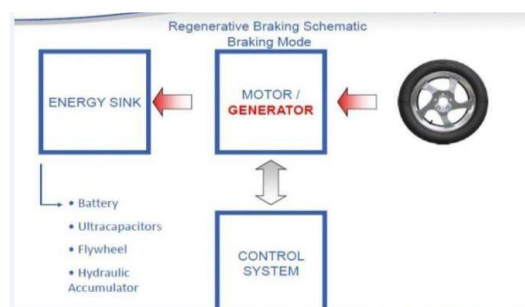 Regenerative Braking Schematic
Braking Mode
ENERGY SINK
MOTOR /
GENERATOR
• Battery
• Ultracapacitors
• Flywheel
• Hydraulic
Accumulator
CONTROL
SYSTEM